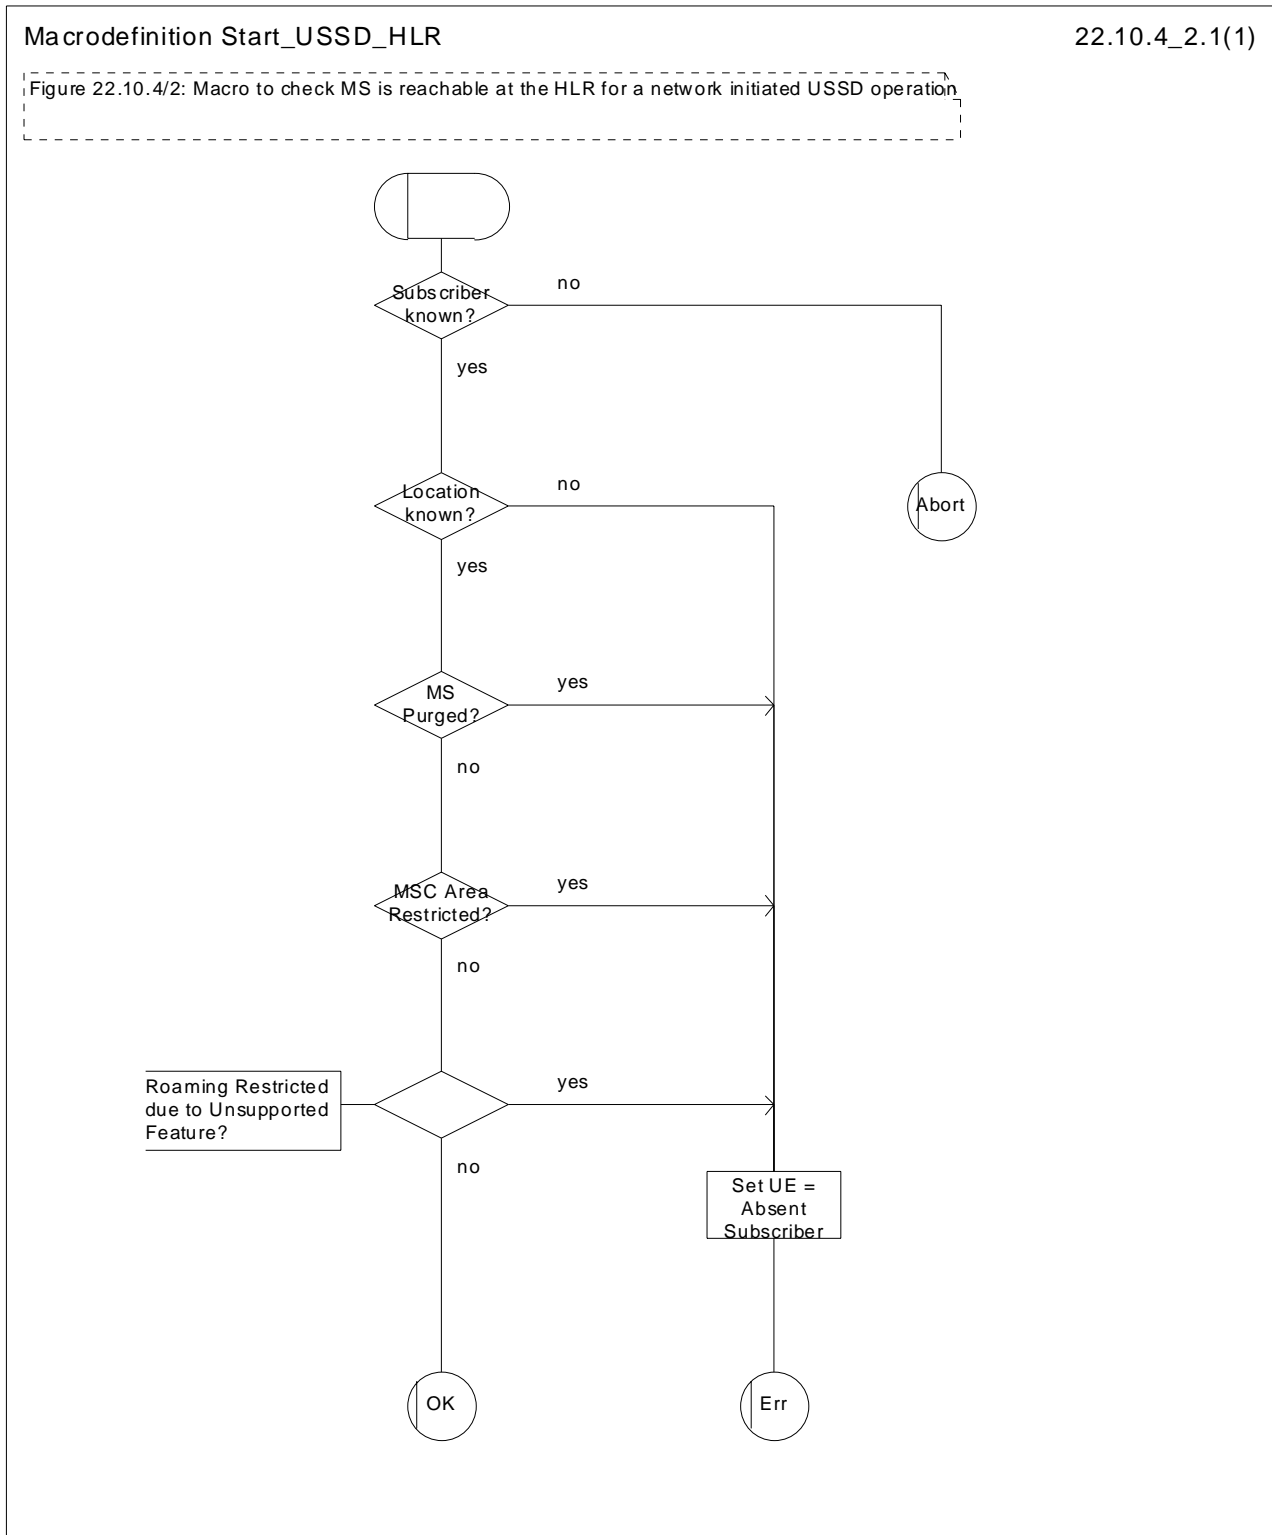 Macrodefinition Start_USSD_HLR
22.10.4_2.1(1)
Figure 22.10.4/2: Macro to check MS is reachable at the HLR for a network initiated USSD operation
Subscriber
known?
no
yes
Location
known?
no
Abort
yes
MS
Purged?
yes
no
MSC Area
Restricted?
yes
no
Roaming Restricted
due to Unsupported
Feature?
yes
no
Set UE =
Absent
Subscriber
OK
Err